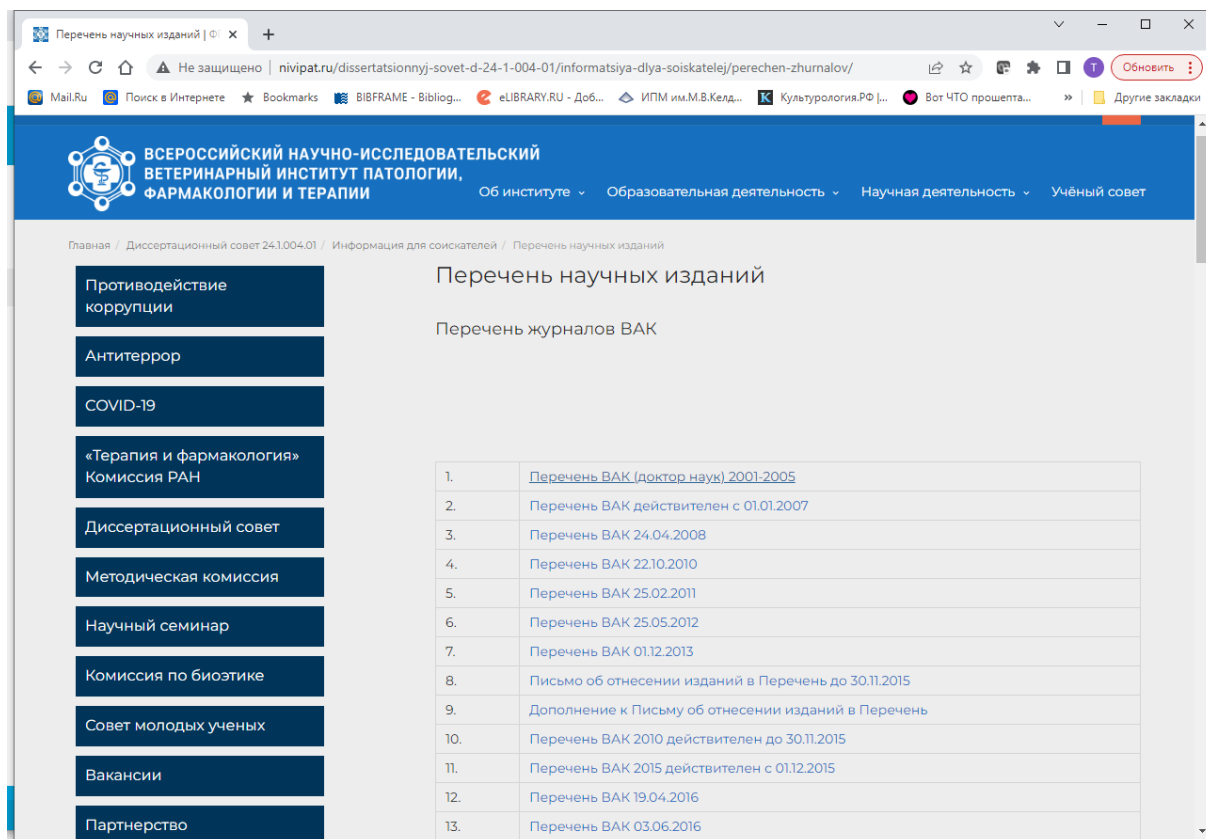 Перечень научных изданий | Ф
Не защищено | nivipat.ru/dissertatsionnyj-sovet-d-24-1-004-01/informatsiya-dlya-soiskatelej/perechen-zhurnalov/
T
Обновить
Mail.Ru
Поиск в Интернете
Bookmarks
BIBFRAME - Bibliog...
eLIBRARY.RU - Доб...
ИПМ им.М.В.Келд...
Культурология.РФ |...
Вот ЧТО прошепта...
»
Другие закладки
ВСЕРОССИЙСКИЙ НАУЧНО-ИССЛЕДОВАТЕЛЬСКИЙ
ВЕТЕРИНАРНЫЙ ИНСТИТУТ ПАТОЛОГИИ,
ФАРМАКОЛОГИИ И ТЕРАПИИ
Об институте
Образовательная деятельность
Научная деятельность
Учёный совет
Главная / Диссертационный совет 24.1.004.01 / Информация для соискателей / Перечень научных изданий
Противодействие
коррупции
Антитеррор
COVID-19
«Терапия и фармакология»
Комиссия РАН
Диссертационный совет
Методическая комиссия
Научный семинар
Комиссия по биоэтике
Совет молодых ученых
Вакансии
Партнерство
Перечень научных изданий
Перечень журналов ВАК
1. Перечень ВАК (доктор наук) 2001-2005
2. Перечень ВАК действителен с 01.01.2007
3. Перечень ВАК 24.04.2008
4. Перечень ВАК 22.10.2010
5. Перечень ВАК 25.02.2011
6. Перечень ВАК 25.05.2012
7. Перечень ВАК 01.12.2013
8. Письмо об отнесении изданий в Перечень до 30.11.2015
9. Дополнение к Письму об отнесении изданий в Перечень
10. Перечень ВАК 2010 действителен до 30.11.2015
11. Перечень ВАК 2015 действителен с 01.12.2015
12. Перечень ВАК 19.04.2016
13. Перечень ВАК 03.06.2016